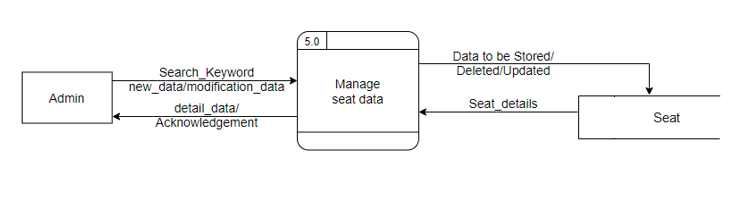 5.0
Data to be Stored/
Deleted/Updated
Search_Keyword
new_data/modification_data
Manage
seat data
Admin
detail_data/
Acknowledgement
Seat_details
Seat